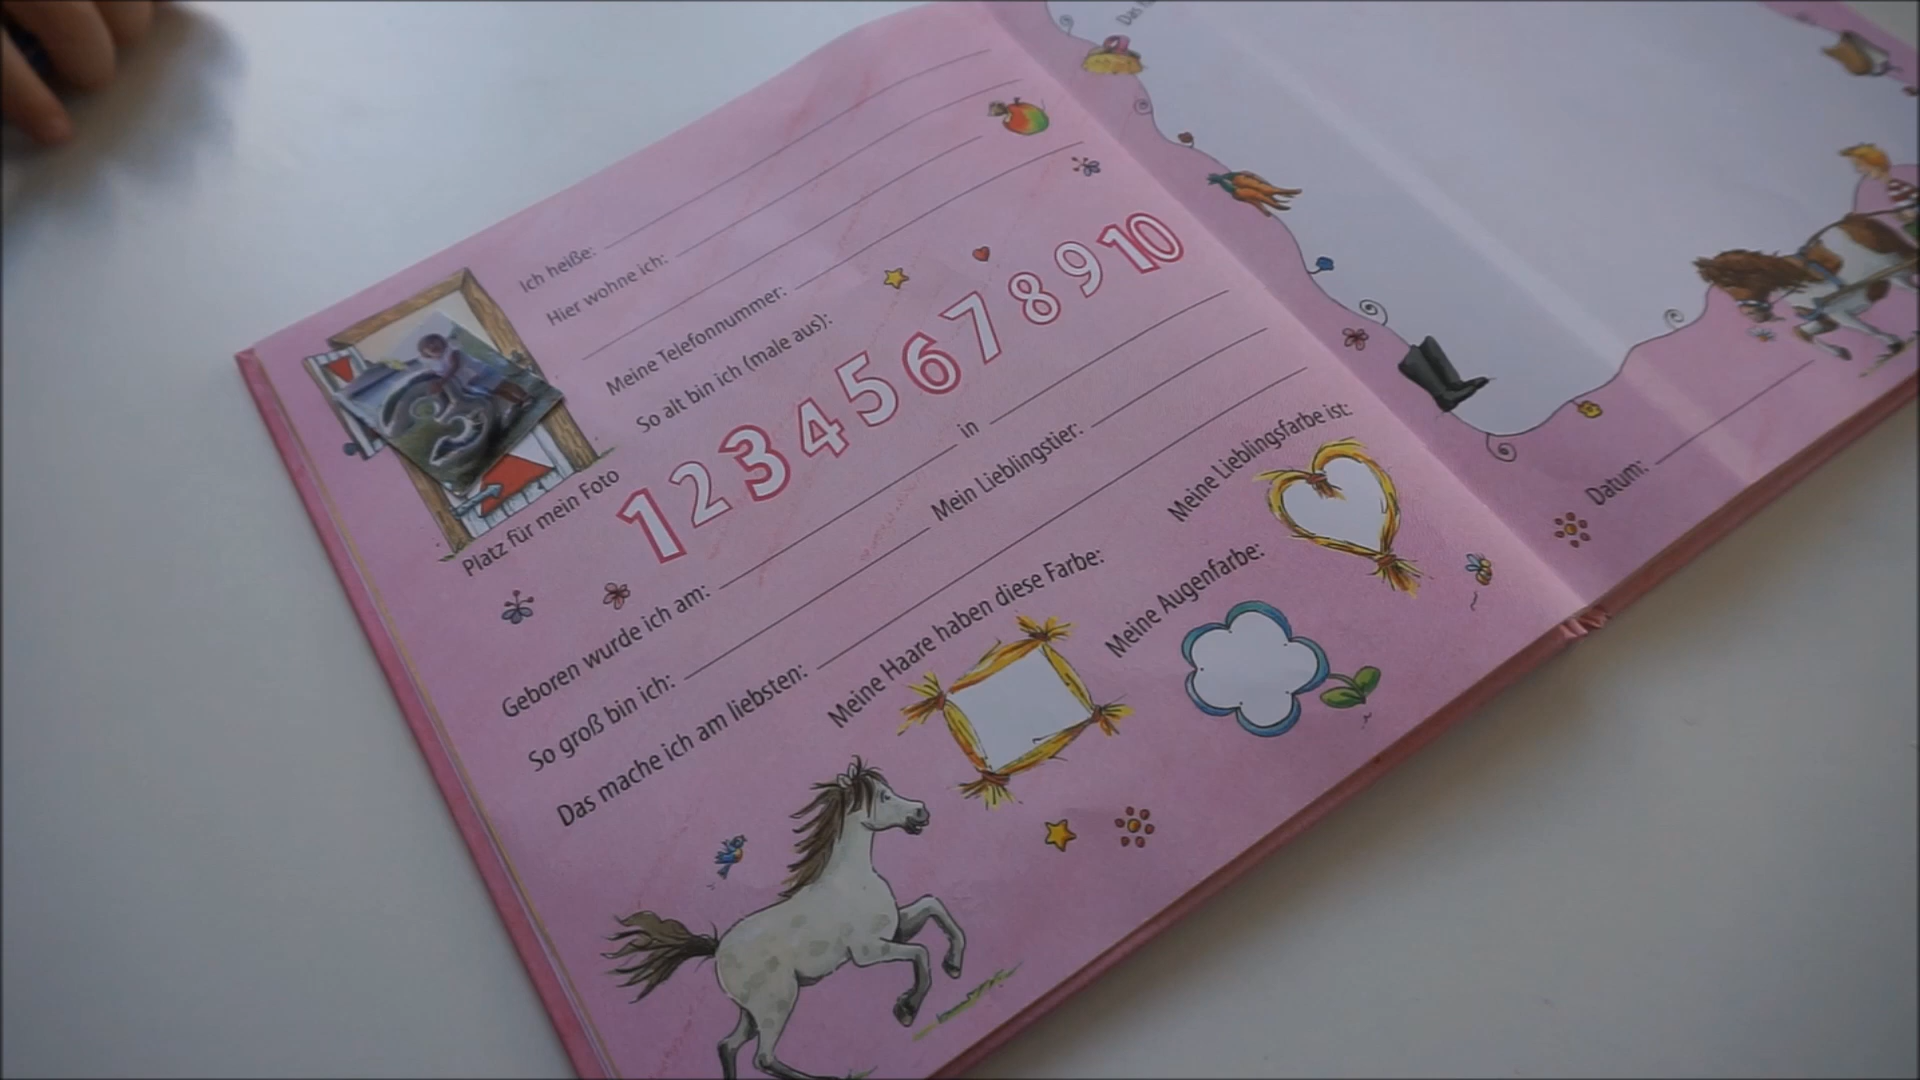 Ich heiße:
Hier wohne ich:
Meine Telefonnummer:
So alt bin ich (male aus):
1 2 3 4 5 6 7 8 9 10
Platz für mein Foto
Geboren wurde ich am: in
So groß bin ich: Mein Lieblingstier:
Das mache ich am liebsten:
Meine Haare haben diese Farbe:
Meine Augenfarbe:
Meine Lieblingsfarbe ist:
Das
Datum: